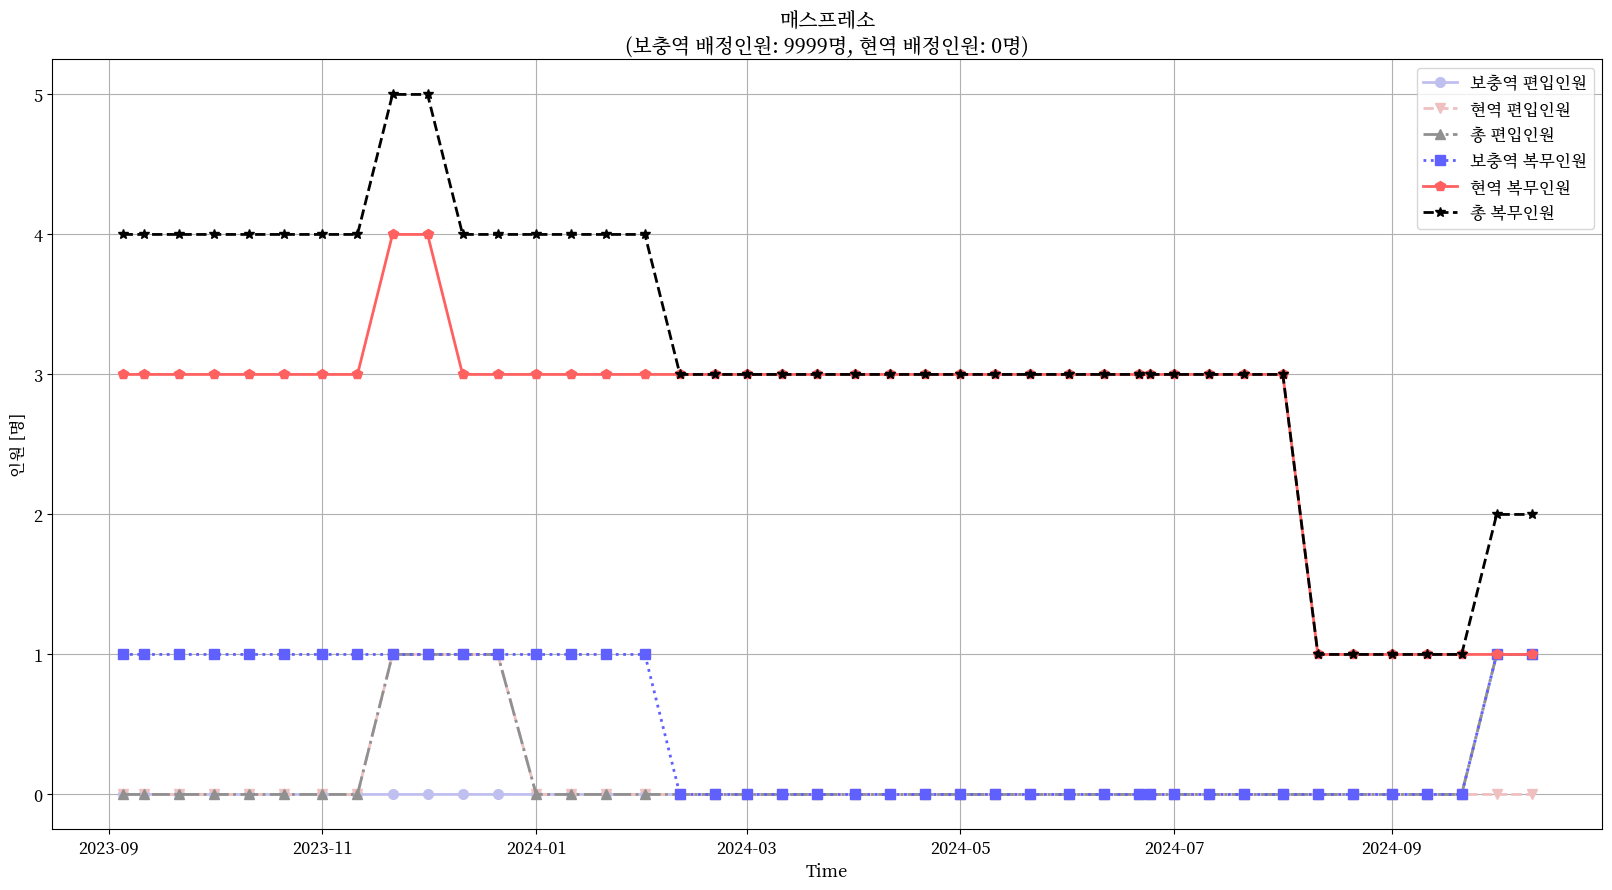 매스프레소
(보충역 배정인원: 9999명, 현역 배정인원: 0명)
보충역 편입인원
현역 편입인원
총 편입인원
보충역 복무인원
현역 복무인원
총 복무인원
5
4
3
2
1
0
인원 [명]
2023-09
2023-11
2024-01
2024-03
2024-05
2024-07
2024-09
Time